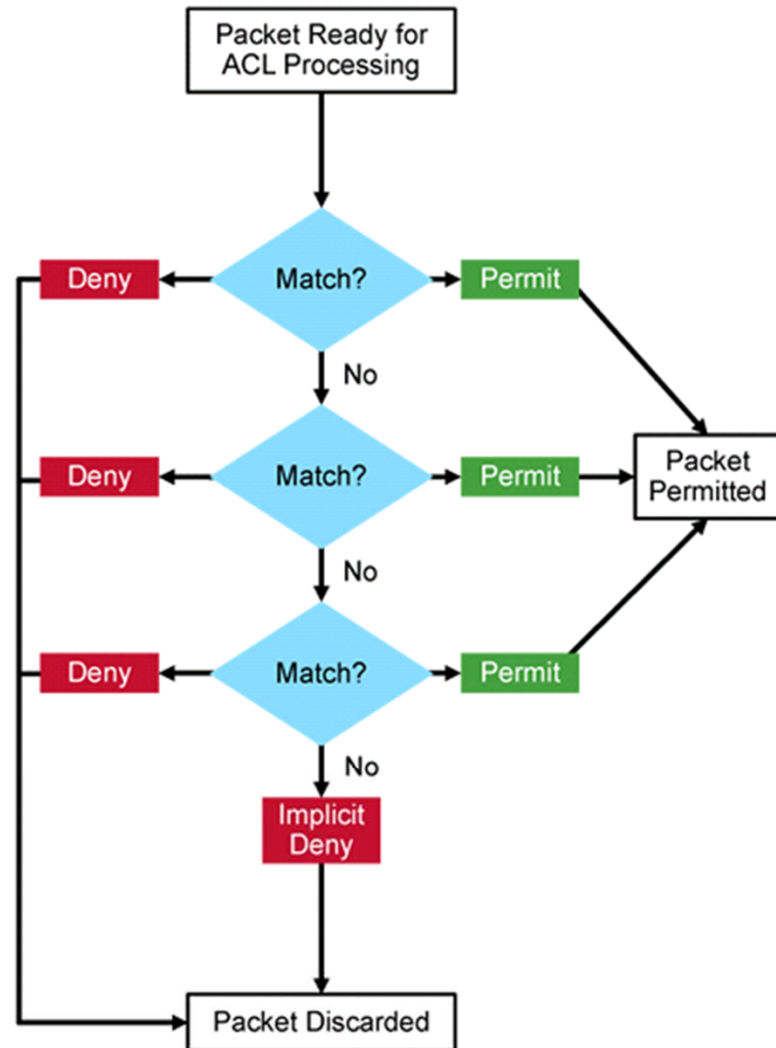 Packet Ready for
ACL Processing
Deny
Match?
Permit
No
Deny
Match?
Permit
Packet
Permitted
No
Deny
Match?
Permit
No
Implicit
Deny
Packet Discarded